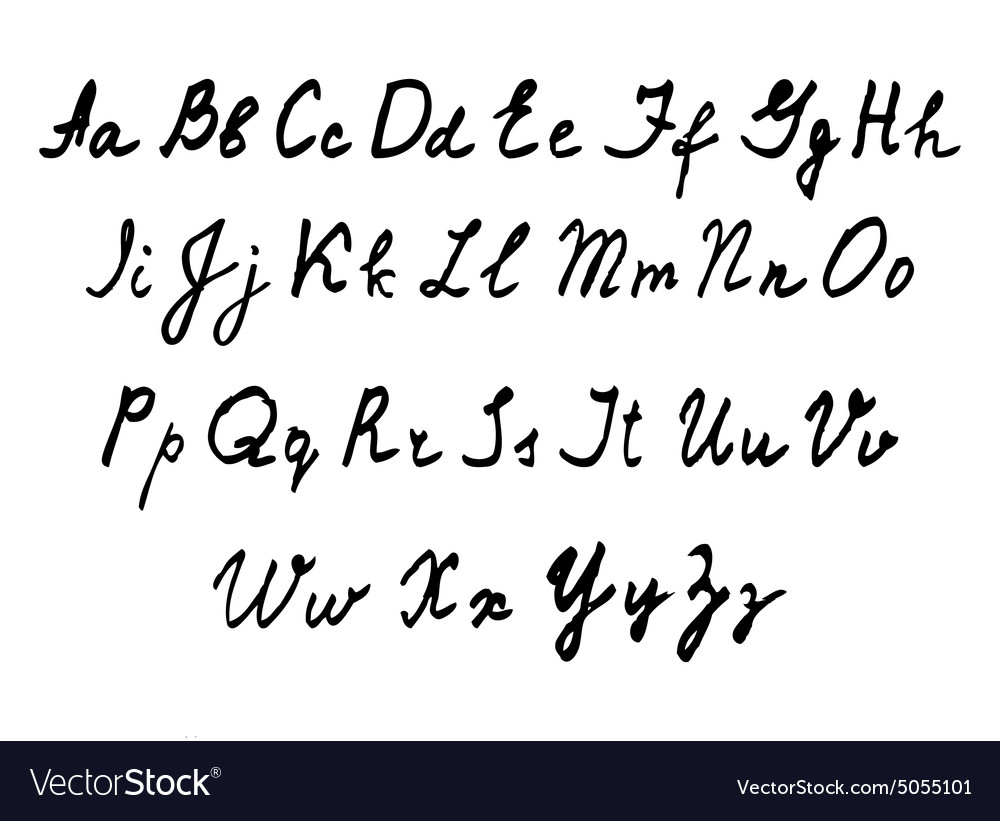 Aa Bb Cc Dd Ee Ff Gg Hh
Ii Jj Kk Ll Mm Nn Oo
Pp Qq Rr Ss Tt Uu Vv
Ww Xx Yy Zz
VectorStock® VectorStock.com/5055101